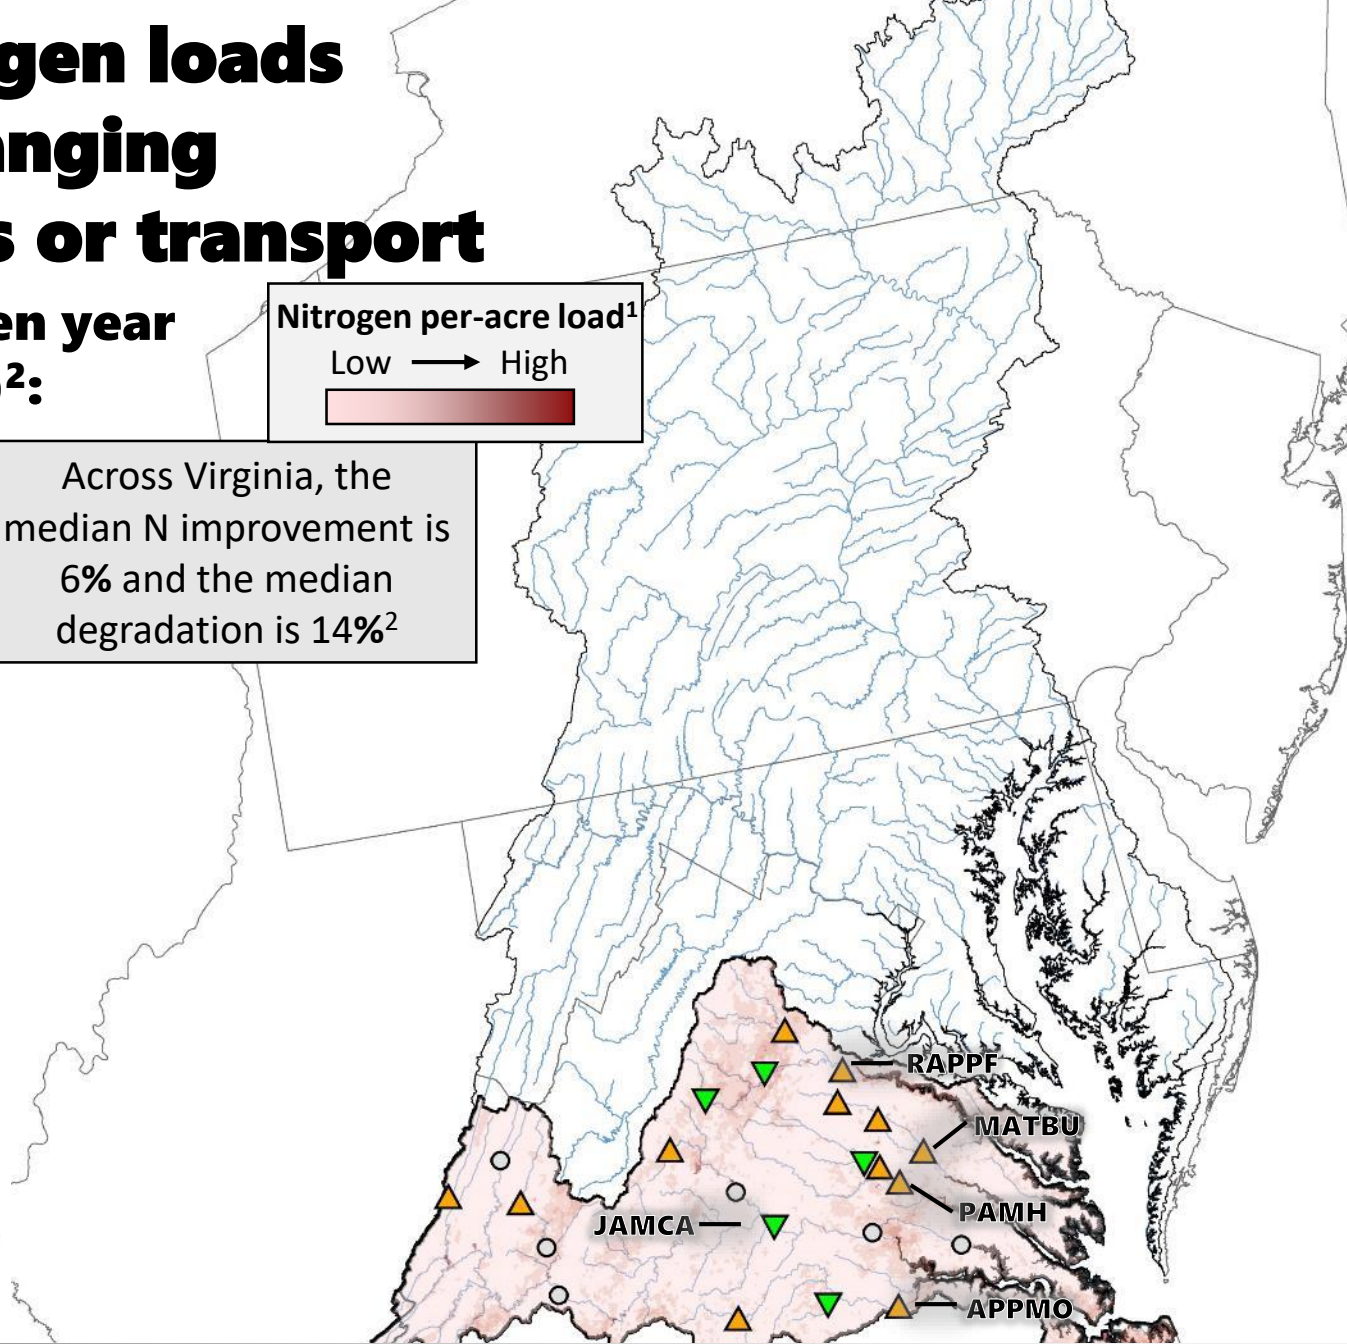 gen loads
anging
s or transport
en year
²:
Nitrogen per-acre load¹
Low High
Across Virginia, the
median N improvement is
6% and the median
degradation is 14%²
RAPPF
MATBU
PAMH
JAMCA
APPMO